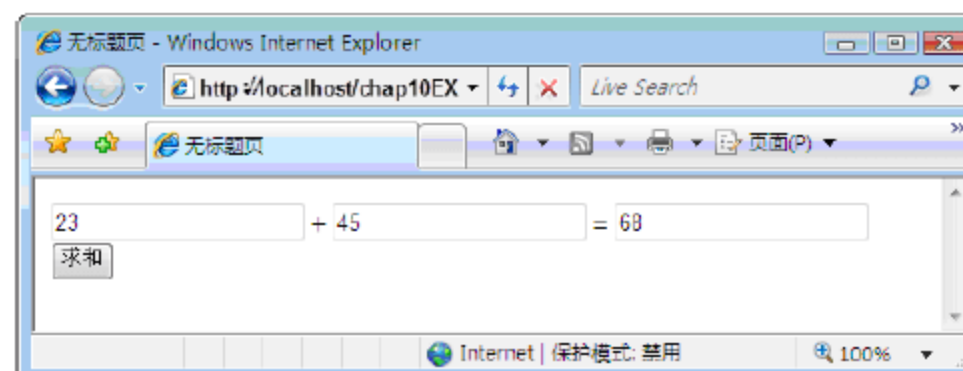 无标题页 - Windows Internet Explorer
http://localhost/chap10EX Live Search
无标题页 页面(P)
23 + 45 = 68
求和
Internet | 保护模式: 禁用 100%